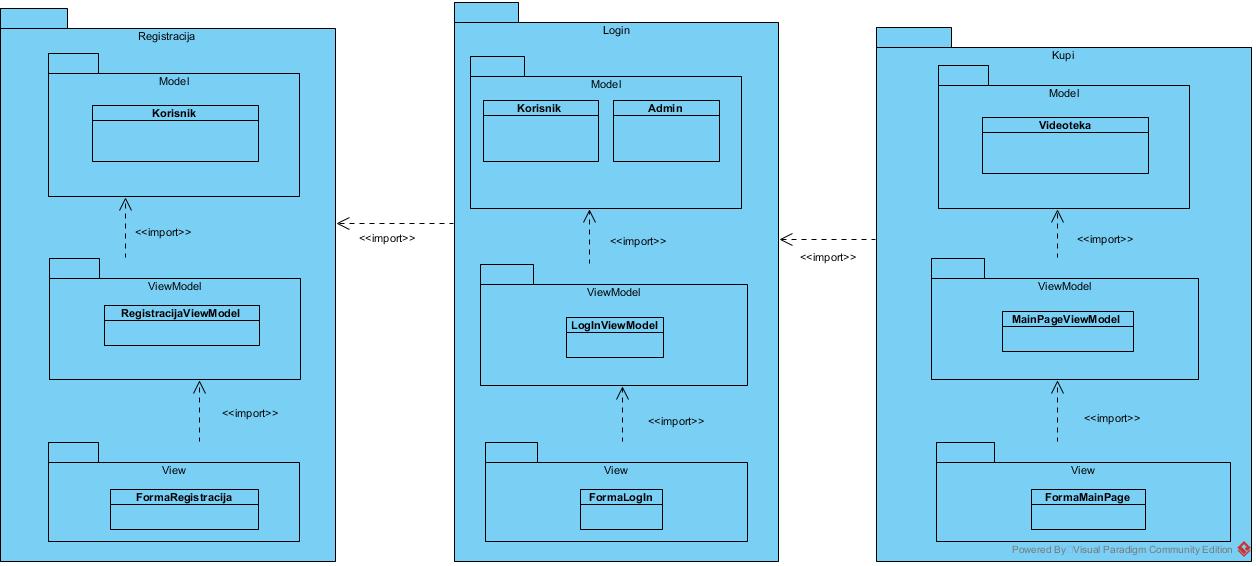 Registracija
Model
Korisnik
<<import>>
ViewModel
RegistracijaViewModel
<<import>>
View
FormaRegistracija
<<import>>
Login
Model
Korisnik
Admin
<<import>>
ViewModel
LogInViewModel
<<import>>
View
FormaLogIn
<<import>>
Kupi
Model
Videoteka
<<import>>
ViewModel
MainPageViewModel
<<import>>
View
FormaMainPage
Powered By Visual Paradigm Community Edition